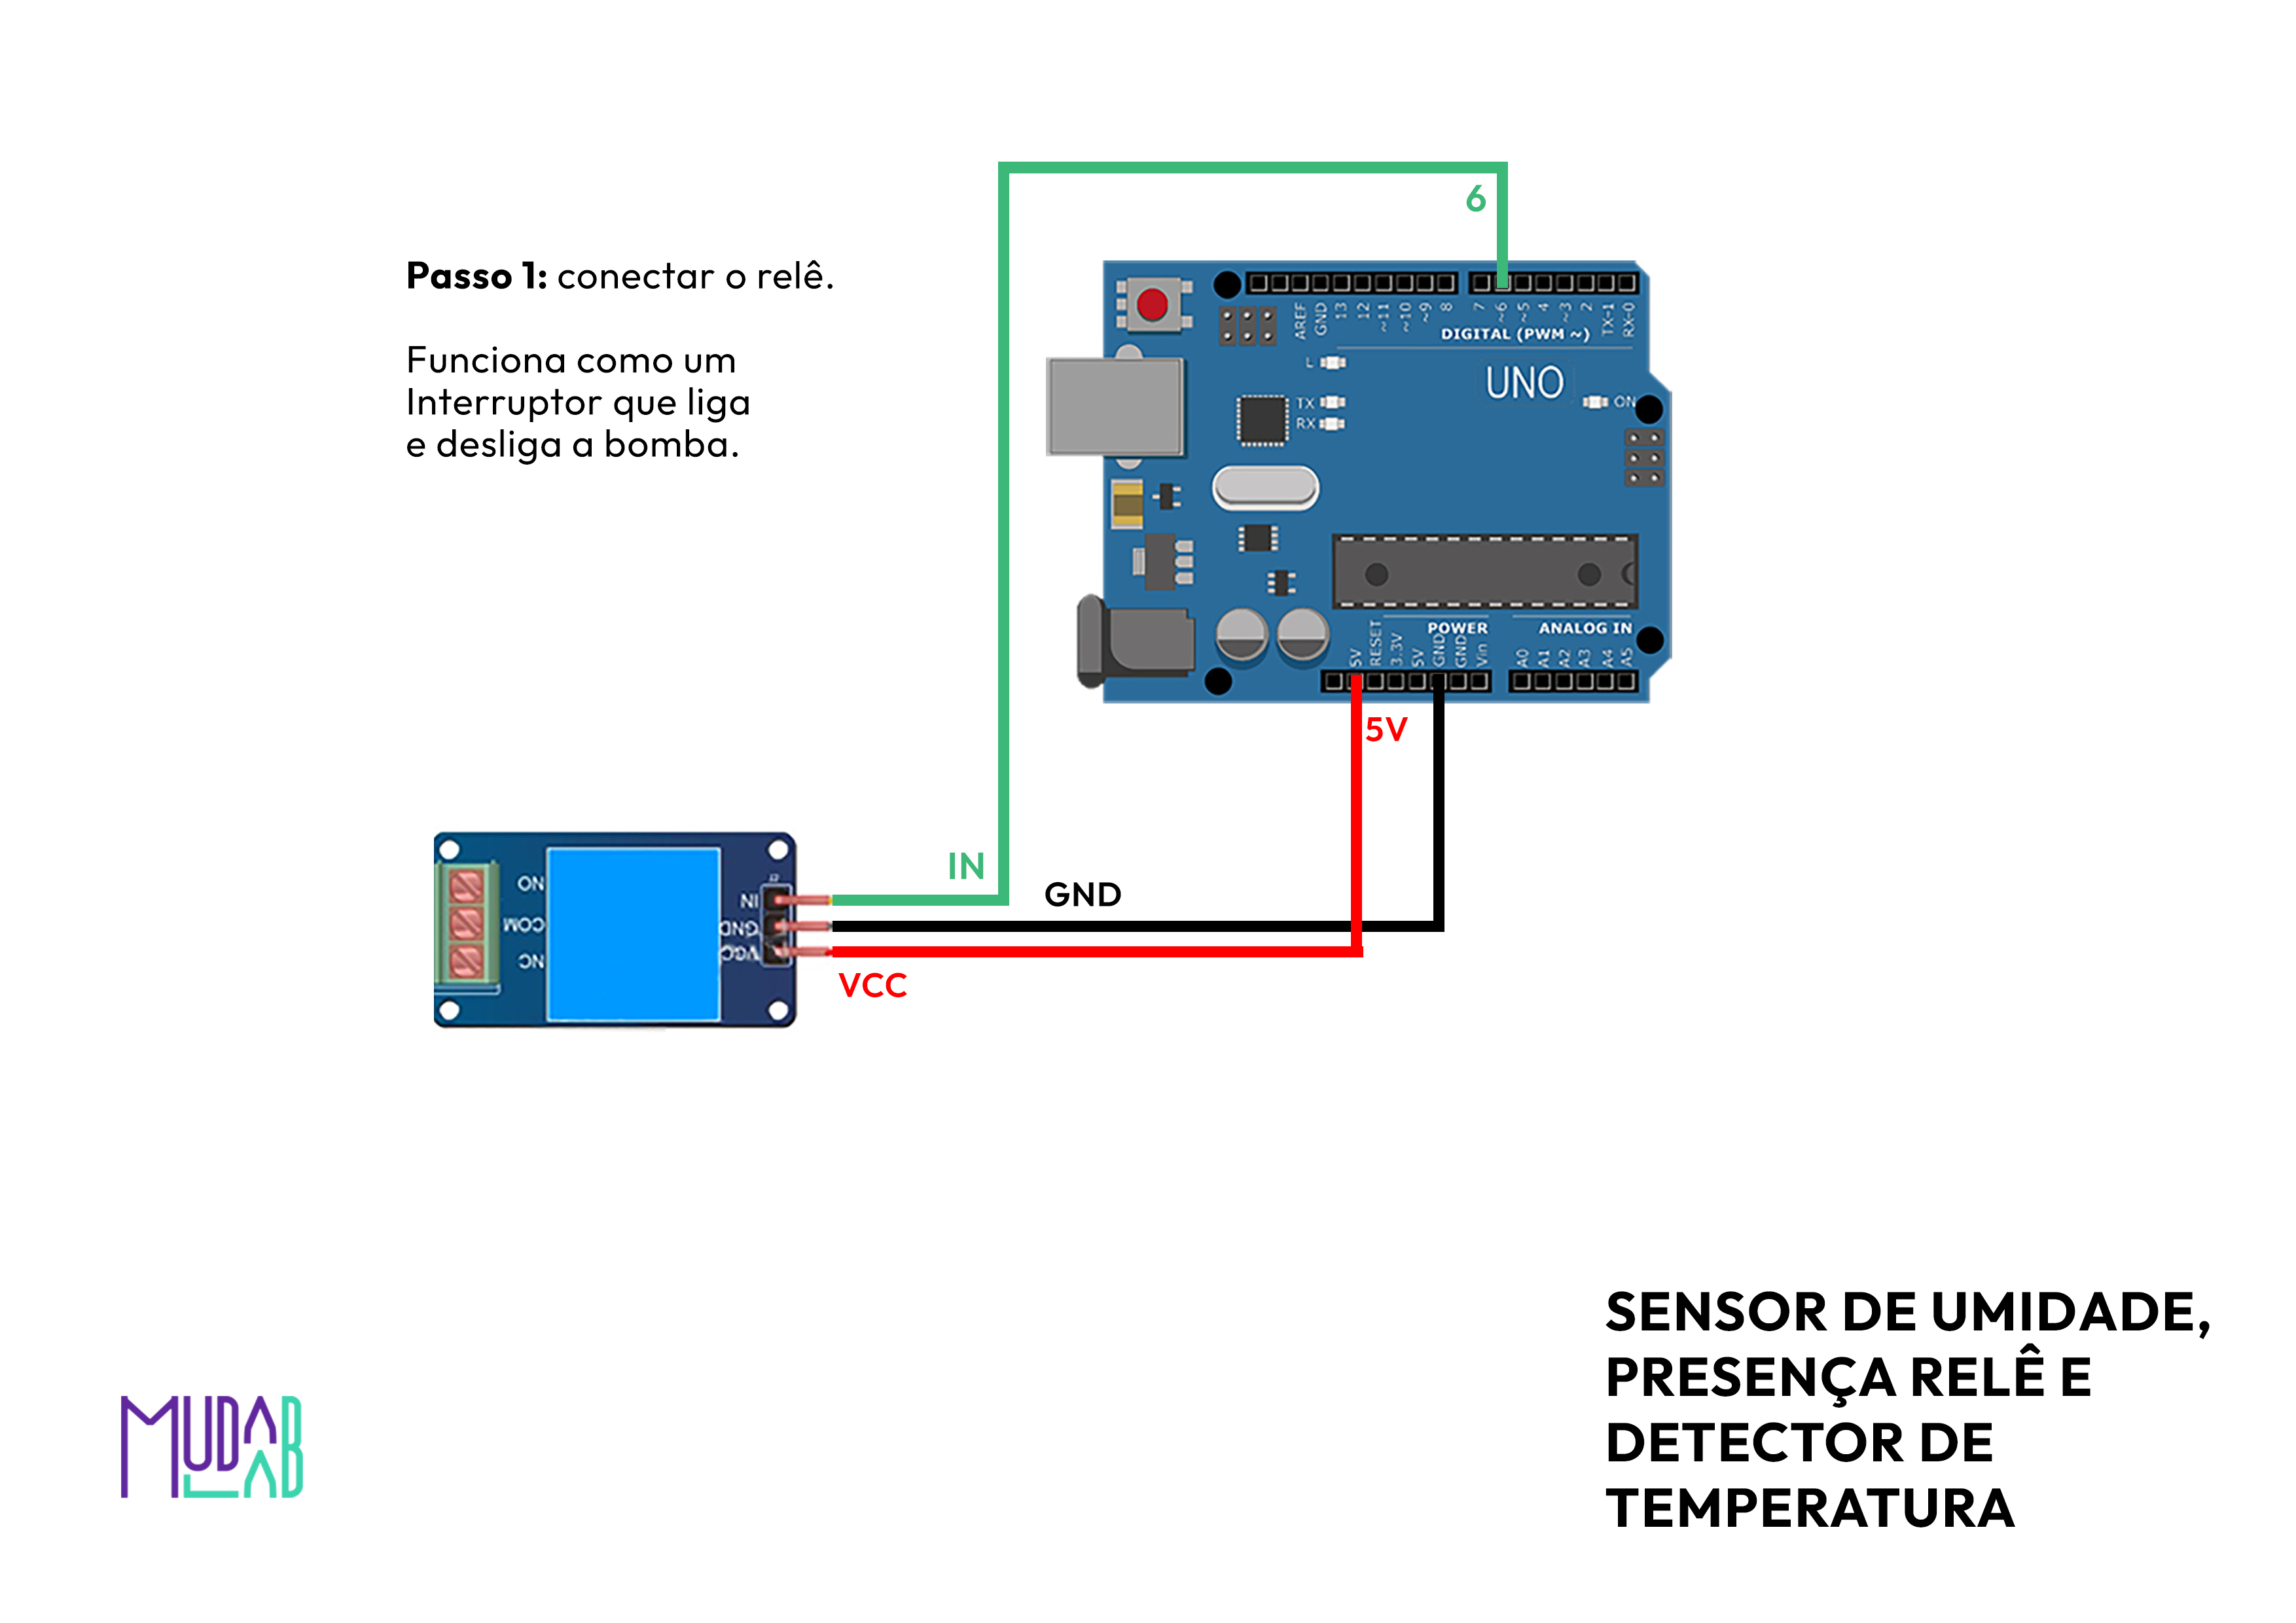 6
Passo 1: conectar o relê.
Funciona como um
Interruptor que liga
e desliga a bomba.
AREF
GND
13
12
~11
~10
~9
8
7
~6
~5
4
~3
2
TX-1
RX-0
DIGITAL (PWM ~)
L
UNO
TX
RX
ON
POWER
ANALOG IN
5V
RESET
3.3V
5V
GND
GND
Vin
A0
A1
A2
A3
A4
A5
5V
IN
GND
VCC
NO
COM
NC
IN
GND
VCC
SENSOR DE UMIDADE,
PRESENÇA RELÊ E
DETECTOR DE
TEMPERATURA
MUDA
LAB